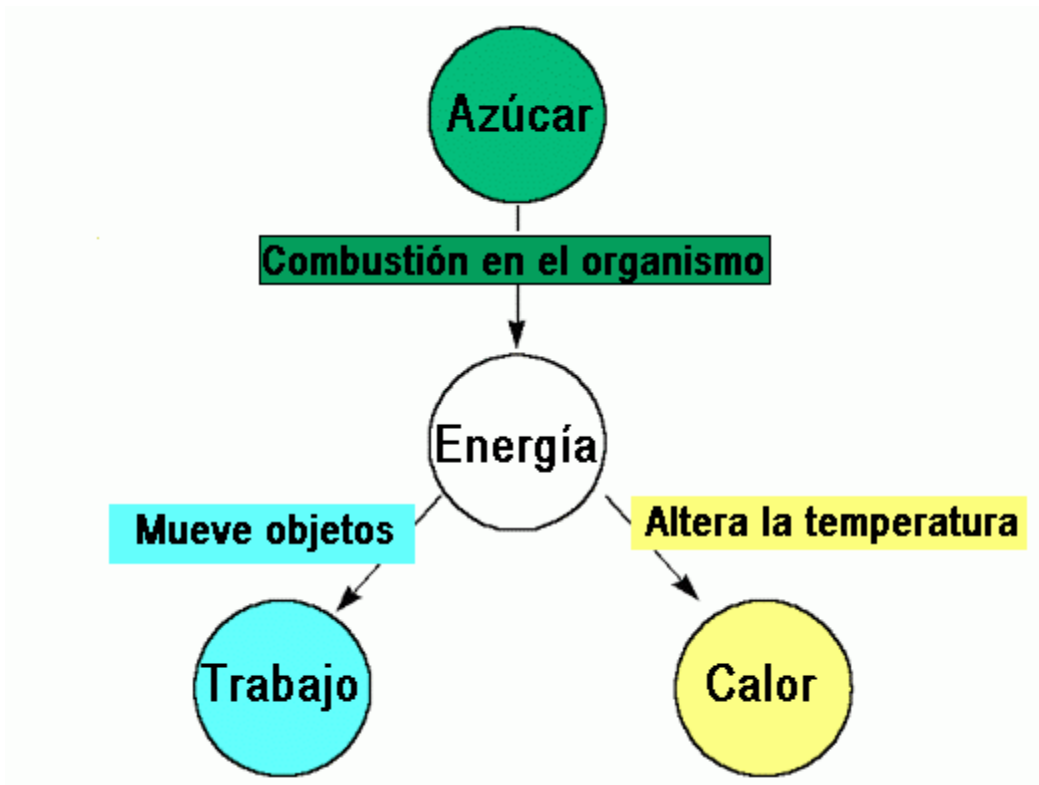 Azúcar
Combustión en el organismo
Energía
Mueve objetos
Altera la temperatura
Trabajo
Calor